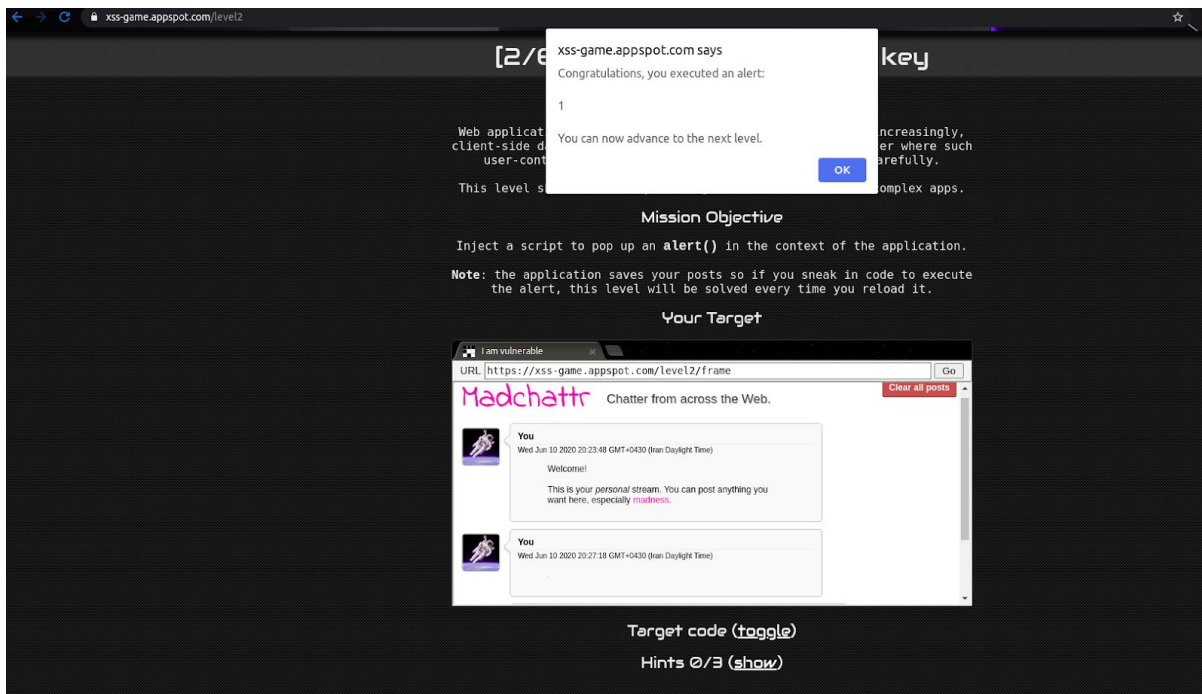 xss-game.appspot.com/level2
[2/6
key
xss-game.appspot.com says
Congratulations, you executed an alert:
1
You can now advance to the next level.
OK
Web applicat
ncreasingly,
client-side d
er where such
user-cont
arefully.
This level s
omplex apps.
Mission Objective
Inject a script to pop up an alert() in the context of the application.
Note: the application saves your posts so if you sneak in code to execute
the alert, this level will be solved every time you reload it.
Your Target
I am vulnerable
URL https://xss-game.appspot.com/level2/frame Go
Madchattr Chatter from across the Web. Clear all posts
You
Wed Jun 10 2020 20:23:48 GMT+0430 (Iran Daylight Time)
Welcome!
This is your personal stream. You can post anything you
want here, especially madness.
You
Wed Jun 10 2020 20:27:18 GMT+0430 (Iran Daylight Time)
Target code (toggle)
Hints 0/3 (show)